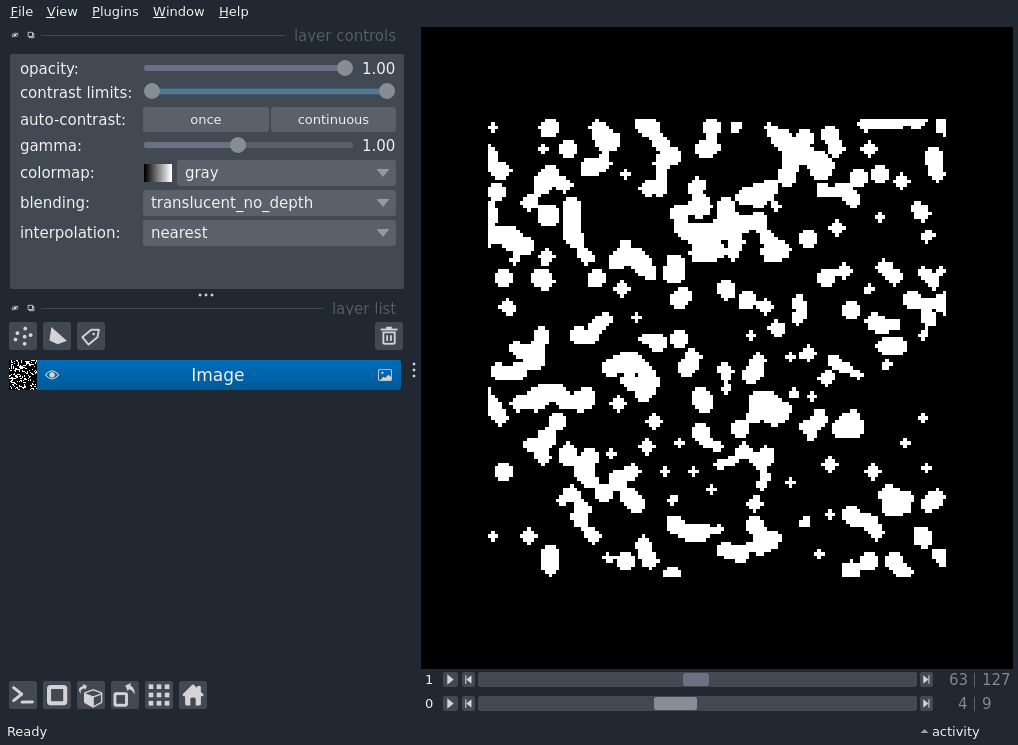 File View Plugins Window Help
layer controls
opacity: 1.00
contrast limits:
auto-contrast: once continuous
gamma: 1.00
colormap: gray
blending: translucent_no_depth
interpolation: nearest
layer list
Image
1 63 | 127
0 4 | 9
Ready activity